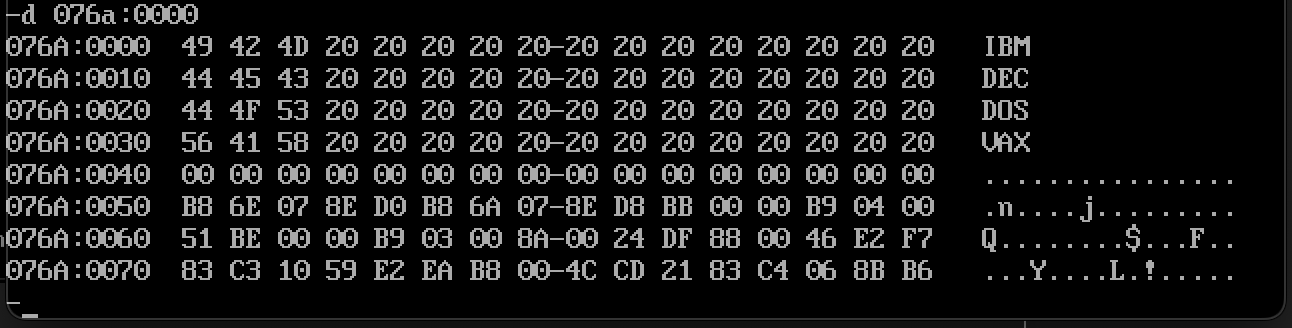 -d 076a:0000
076A:0000  49 42 4D 20 20 20 20 20-20 20 20 20 20 20 20 20   IBM
076A:0010  44 45 43 20 20 20 20 20-20 20 20 20 20 20 20 20   DEC
076A:0020  44 4F 53 20 20 20 20 20-20 20 20 20 20 20 20 20   DOS
076A:0030  56 41 58 20 20 20 20 20-20 20 20 20 20 20 20 20   VAX
076A:0040  00 00 00 00 00 00 00 00-00 00 00 00 00 00 00 00   ................
076A:0050  B8 6E 07 8E D0 B8 6A 07-8E D8 BB 00 00 B9 04 00   .n....j.........
076A:0060  51 BE 00 00 B9 03 00 8A-00 24 DF 88 00 46 E2 F7   Q........$...F..
076A:0070  83 C3 10 59 E2 EA B8 00-4C CD 21 83 C4 06 8B B6   ...Y....L.!.....
-_